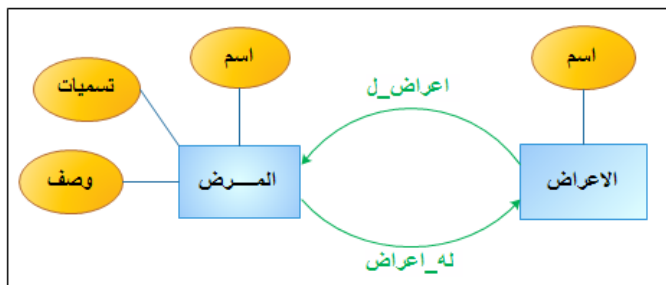 اسم
اسم
تسميات
اعراض_ل
وصف
المـــرض
الاعراض
له_اعراض